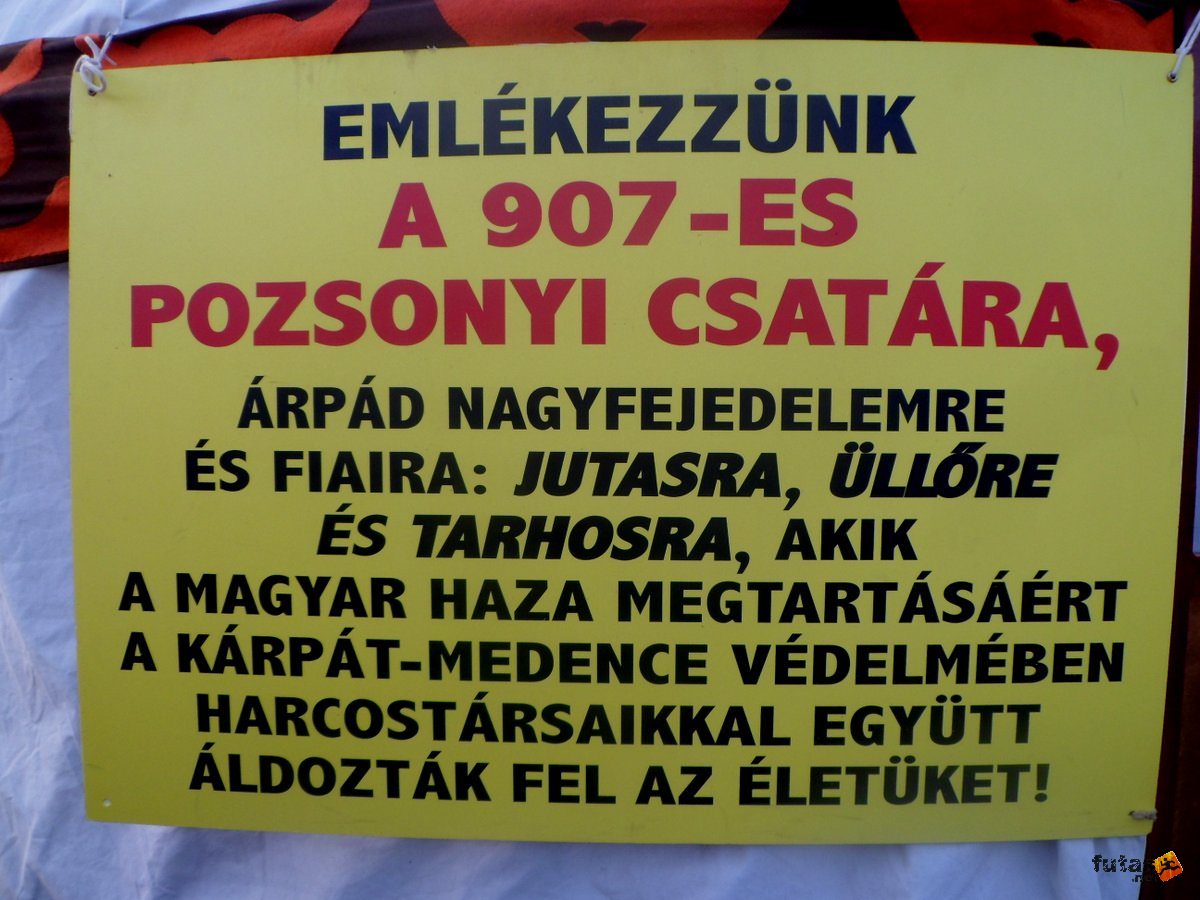 EMLÉKEZZÜNK
A 907-ES
POZSONYI CSATÁRA,
ÁRPÁD NAGYFEJEDELEMRE
ÉS FIAIRA: JUTASRA, ÜLLŐRE
ÉS TARHOSRA, AKIK
A MAGYAR HAZA MEGTARTÁSÁÉRT
A KÁRPÁT-MEDENCE VÉDELMÉBEN
HARCOSTÁRSAIKKAL EGYÜTT
ÁLDOZTÁK FEL AZ ÉLETÜKET!